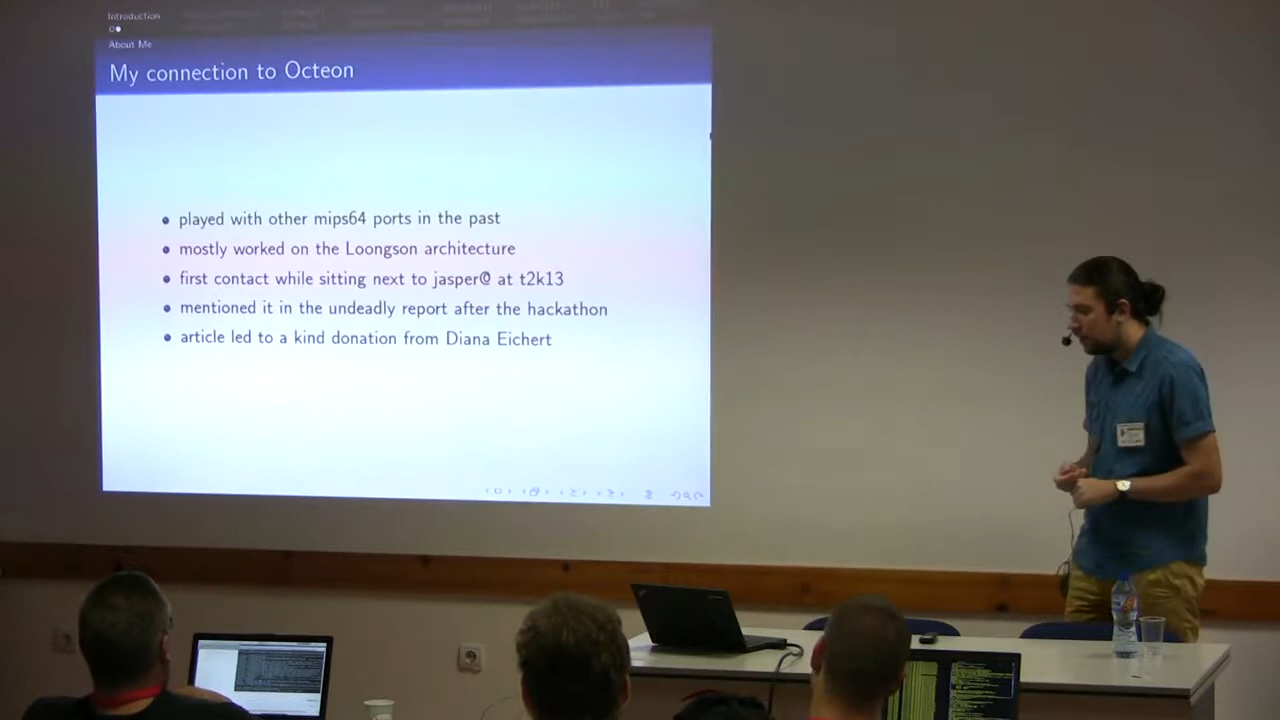 Introduction
About Me
My connection to Octeon
played with other mips64 ports in the past
mostly worked on the Loongson architecture
first contact while sitting next to jasper@ at t2k13
mentioned it in the undeadly report after the hackathon
article led to a kind donation from Diana Eichert